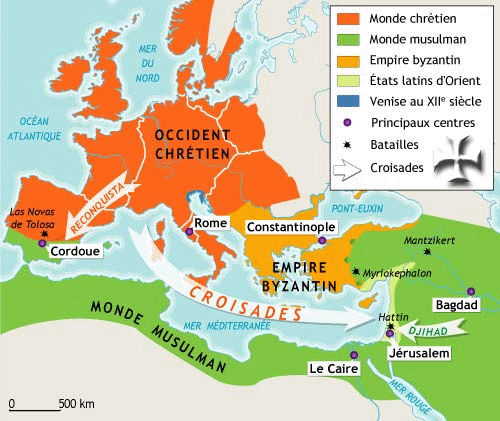 Monde chrétien
Monde musulman
Empire byzantin
États latins d'Orient
Venise au XIIe siècle
Principaux centres
Batailles
Croisades
MER
DU
NORD
OCÉAN
ATLANTIQUE
OCCIDENT
CHRÉTIEN
RECONQUISTA
Las Novas
de Tolosa
Cordoue
Rome
Constantinople
PONT-EUXIN
Mantzikert
Myriokephalon
EMPIRE
BYZANTIN
CROISADES
Bagdad
Hattin
DJIHAD
MER MÉDITERRANÉE
MONDE MUSULMAN
Jérusalem
Le Caire
MER ROUGE
0 500 km